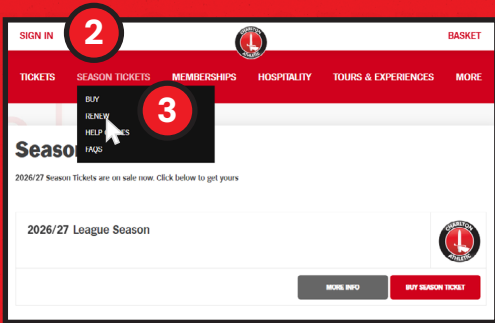 SIGN IN
2
BASKET
TICKETS SEASON TICKETS MEMBERSHIPS HOSPITALITY TOURS & EXPERIENCES MORE
BUY
RENEW
3
HELP
FAQS
2026/27 Season Tickets are on sale now. Click below to get yours
2026/27 League Season
CHARLTON
ATHLETIC
MORE INFO
BUY SEASON TICKET